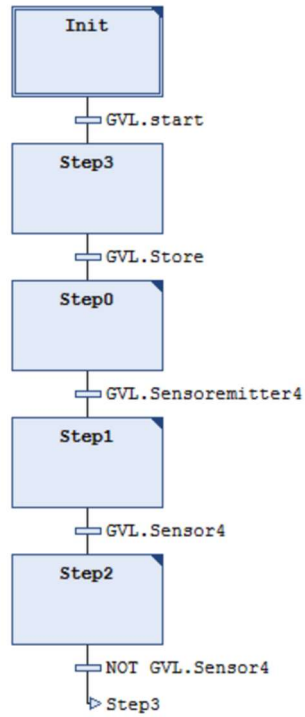 Init
GVL.start
Step3
GVL.Store
Step0
GVL.Sensoremitter4
Step1
GVL.Sensor4
Step2
NOT GVL.Sensor4
Step3